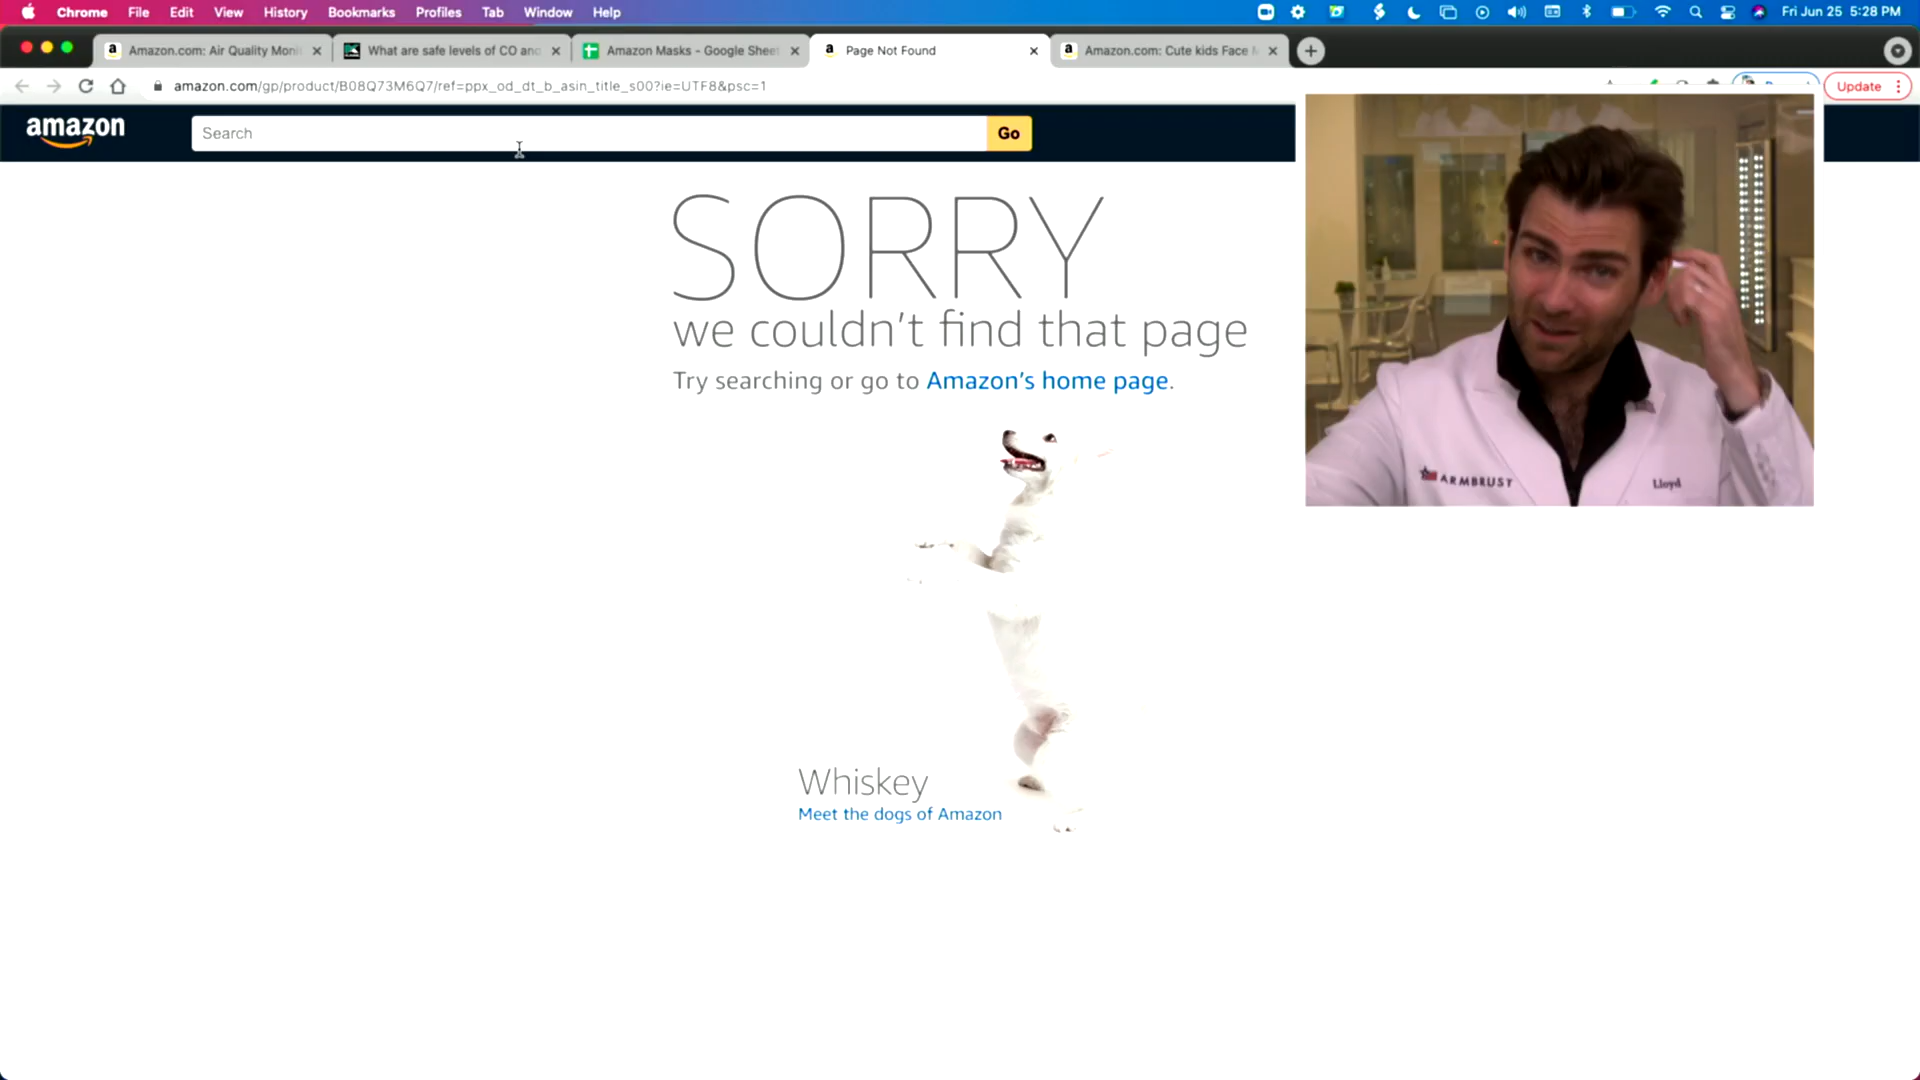 Chrome File Edit View History Bookmarks Profiles Tab Window Help Fri Jun 25 5:28 PM
Amazon.com: Air Quality Moni
What are safe levels of CO and
Amazon Masks - Google Sheet
Page Not Found
Amazon.com: Cute kids Face M
amazon.com/gp/product/B08Q73M6Q7/ref=ppx_od_dt_b_asin_title_s00?ie=UTF8&psc=1
Update
amazon
Search
Go
SORRY
we couldn't find that page
Try searching or go to Amazon's home page.
ARMBRUST
Lloyd
Whiskey
Meet the dogs of Amazon